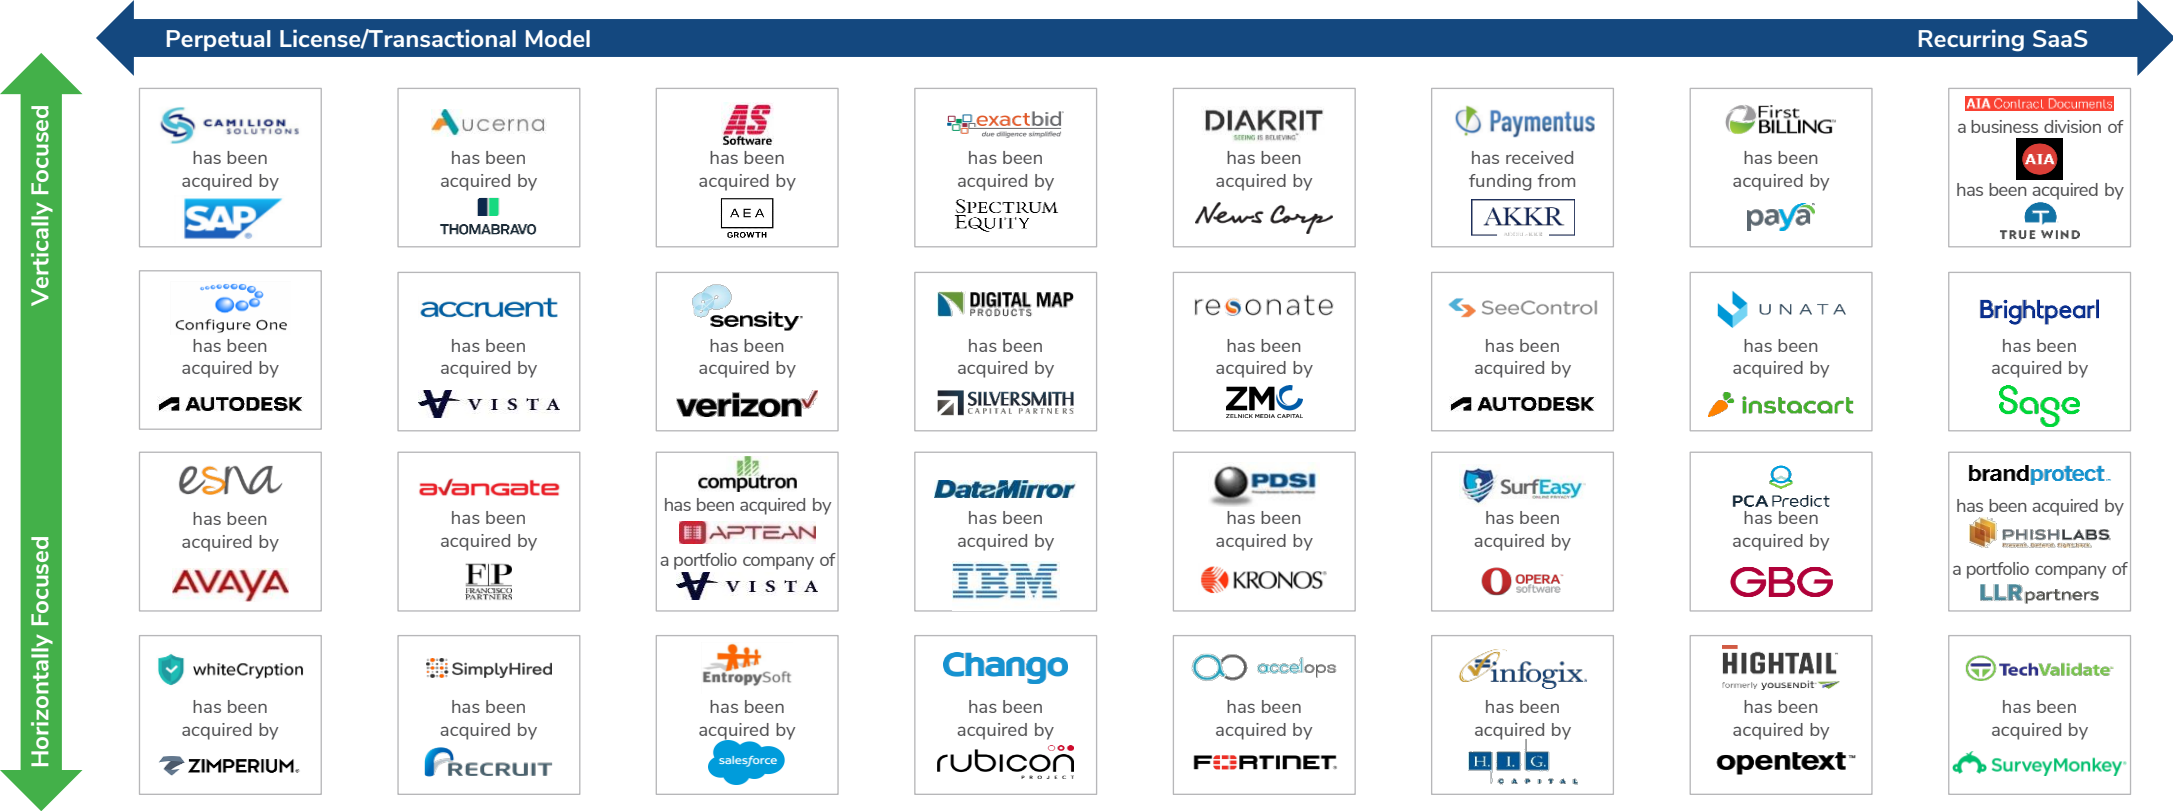 Perpetual License/Transactional Model
Recurring SaaS
Vertically Focused
Horizontally Focused
CAMILION
SOLUTIONS
has been
acquired by
SAP
Aucerna
has been
acquired by
THOMABRAVO
AS
Software
has been
acquired by
AEA
GROWTH
exactbid
due diligence simplified
has been
acquired by
SPECTRUM
EQUITY
DIAKRIT
SEEING IS BELIEVING
has been
acquired by
News Corp
Paymentus
has received
funding from
AKKR
First
BILLING
has been
acquired by
paya
AIA Contract Documents
a business division of
AIA
has been acquired by
TRUE WIND
Configure One
has been
acquired by
AUTODESK
accruent
has been
acquired by
VISTA
sensity
has been
acquired by
verizon
DIGITAL MAP
PRODUCTS
has been
acquired by
SILVERSMITH
CAPITAL PARTNERS
resonate
has been
acquired by
ZMC
ZELNICK MEDIA CAPITAL
SeeControl
has been
acquired by
AUTODESK
UNATA
has been
acquired by
instacart
Brightpearl
has been
acquired by
Sage
esna
has been
acquired by
AVAYA
avangate
has been
acquired by
F|P
FRANCISCO
PARTNERS
computron
has been acquired by
APTEAN
a portfolio company of
VISTA
DataMirror
has been
acquired by
IBM
PDSI
has been
acquired by
KRONOS
SurfEasy
has been
acquired by
OPERA
software
PCA Predict
has been
acquired by
GBG
brandprotect
has been acquired by
PHISHLABS
a portfolio company of
LLR partners
whiteCryption
has been
acquired by
ZIMPERIUM
SimplyHired
has been
acquired by
RECRUIT
EntropySoft
has been
acquired by
salesforce
Chango
has been
acquired by
rubicon
PROJECT
accelops
has been
acquired by
FORTINET
infogix
has been
acquired by
H.I.G.
CAPITAL
HIGHTAIL
formerly YOUSENDIT
has been
acquired by
opentext™
TechValidate
has been
acquired by
SurveyMonkey